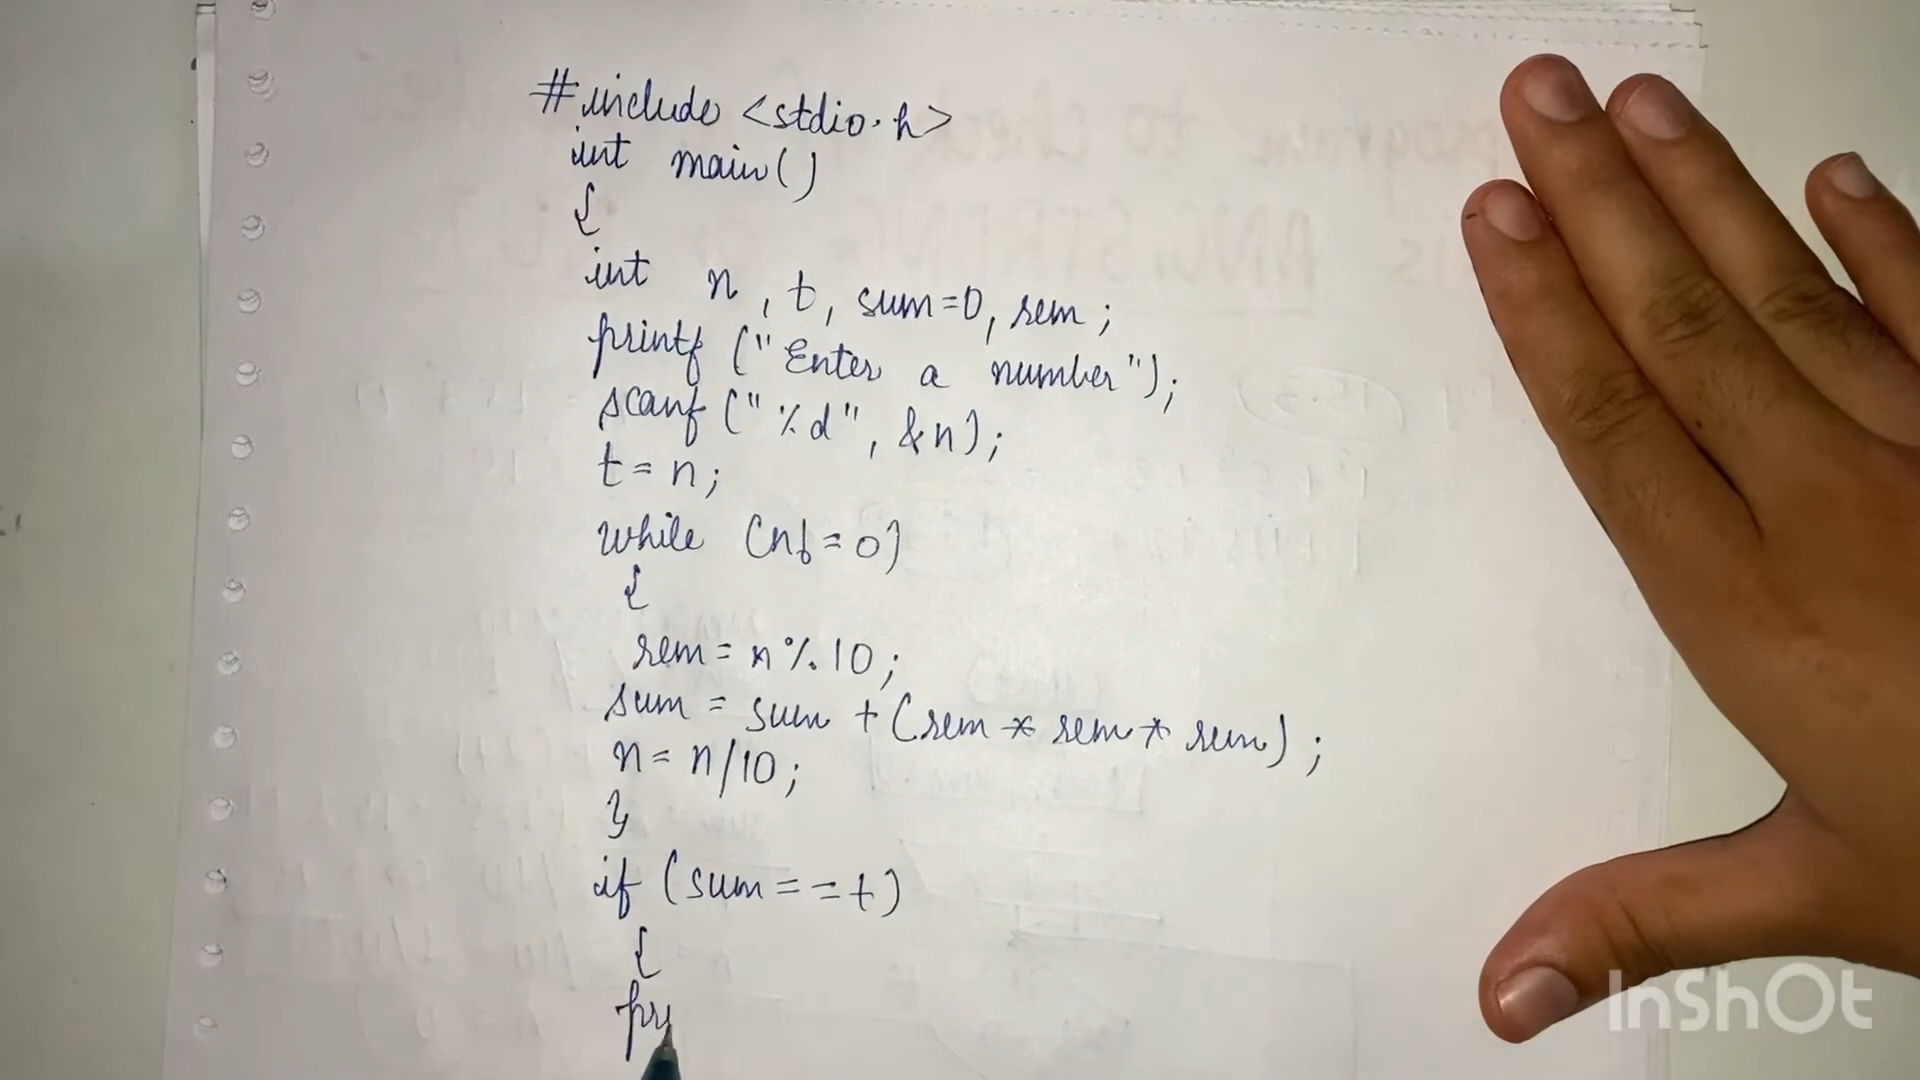 #include <stdio.h>
int main()
{
int n, t, sum=0, rem;
printf ("Enter a number");
scanf ("%d", &n);
t = n;
while (n!=0)
{
rem = n%10;
sum = sum + (rem * rem * rem);
n = n/10;
}
if (sum==t)
{
pri
InShOt